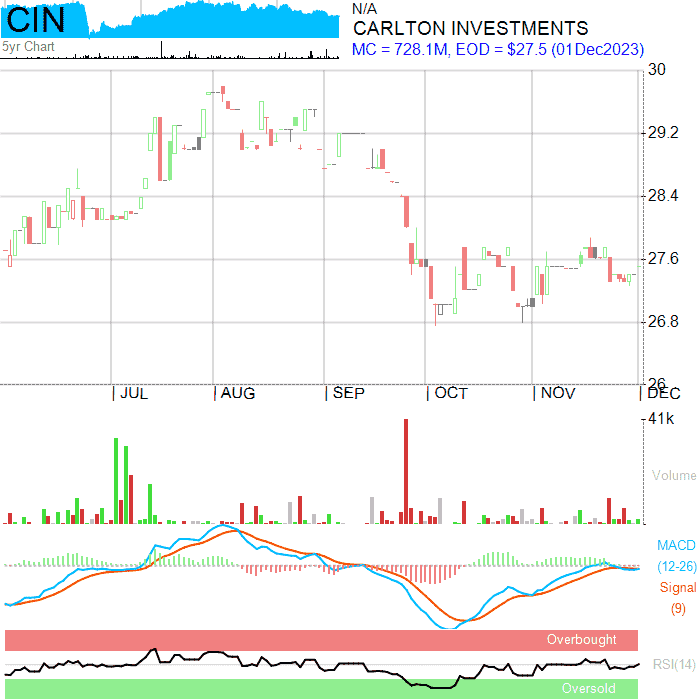 CIN
N/A
CARLTON INVESTMENTS
5yr Chart
MC = 728.1M, EOD = $27.5 (01Dec2023)
30
29.2
28.4
27.6
26.8
26
| JUL | AUG | SEP | OCT | NOV | DEC
41k
Volume
MACD
(12-26)
Signal
(9)
Overbought
RSI(14)
Oversold